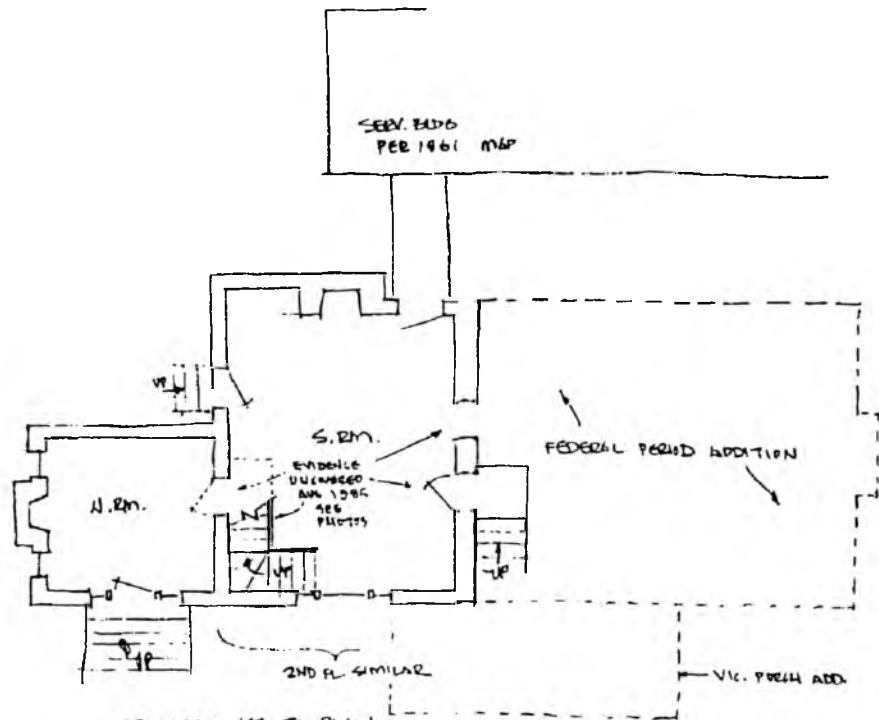 SERV. BLDG
PER 1861 MAP
UP
S. RM.
FEDERAL PERIOD ADDITION
EVIDENCE
UNCOVERED
AUG 1985
SEE
PHOTOS
N. RM.
UP
UP
UP
2ND FL. SIMILAR
VIC. PORCH ADD.